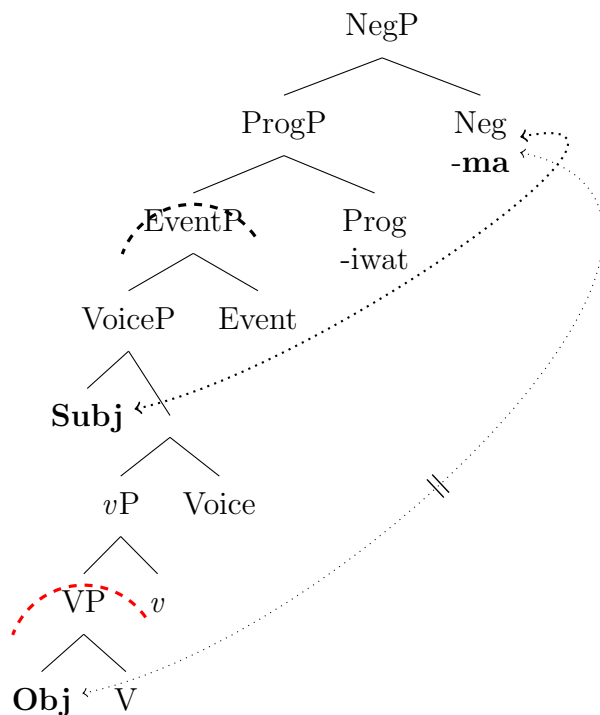 NegP
ProgP Neg
-ma
EventP Prog
-iwat
VoiceP Event
Subj
vP Voice
VP v
Obj V